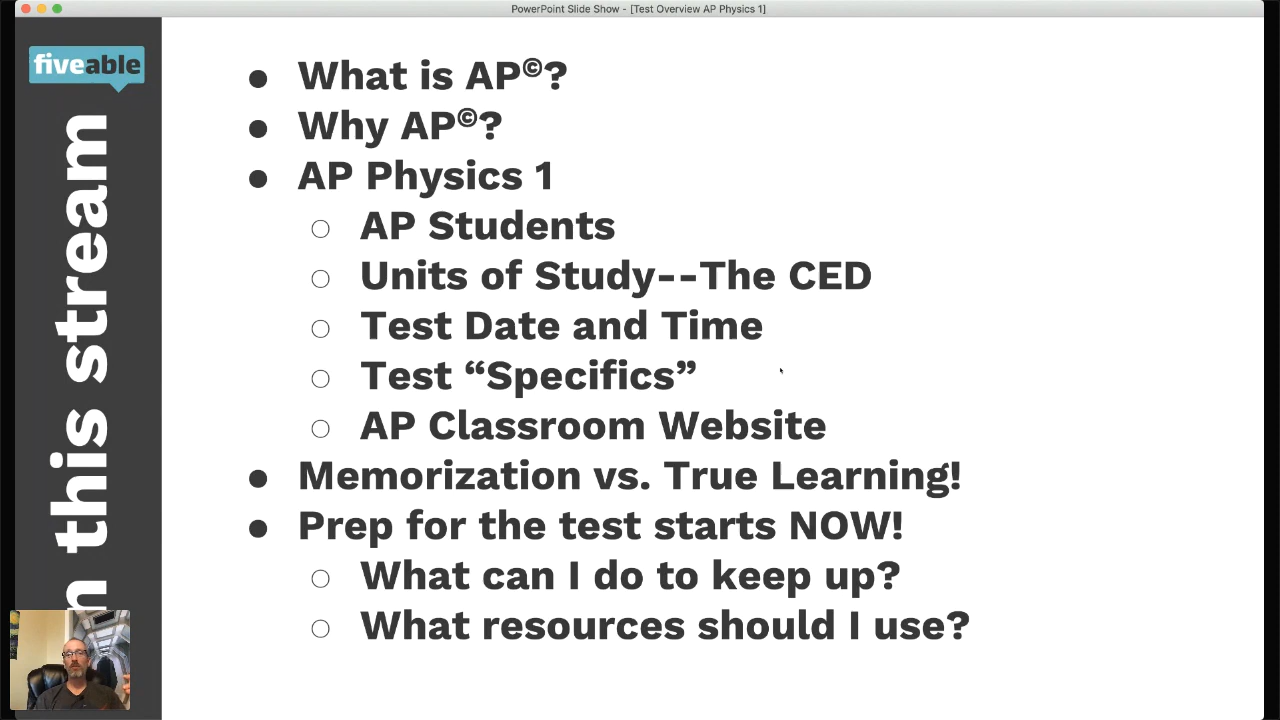 PowerPoint Slide Show - [Test Overview AP Physics 1]
fiveable
n this stream
● What is AP©?
● Why AP©?
● AP Physics 1
○ AP Students
○ Units of Study--The CED
○ Test Date and Time
○ Test “Specifics”
○ AP Classroom Website
● Memorization vs. True Learning!
● Prep for the test starts NOW!
○ What can I do to keep up?
○ What resources should I use?